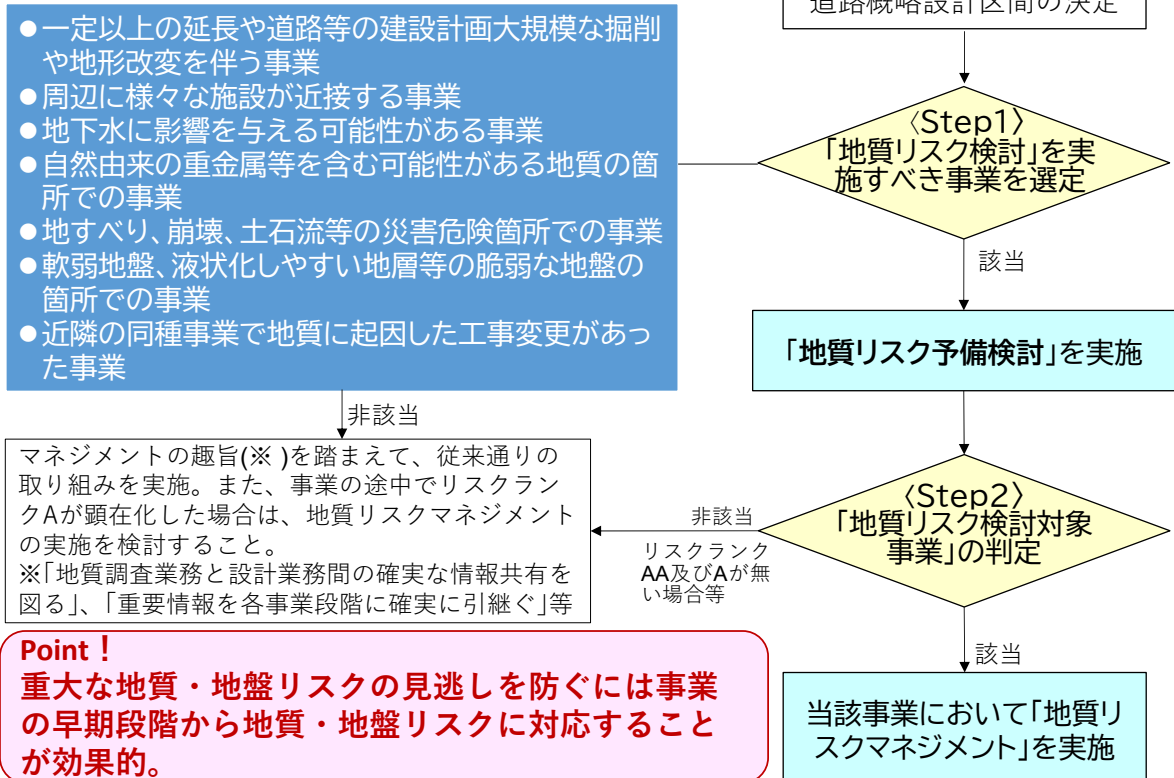 道路概略設計区間の決定
●一定以上の延長や道路等の建設計画大規模な掘削
や地形改変を伴う事業
●周辺に様々な施設が近接する事業
●地下水に影響を与える可能性がある事業
●自然由来の重金属等を含む可能性がある地質の箇
所での事業
●地すべり、崩壊、土石流等の災害危険箇所での事業
●軟弱地盤、液状化しやすい地層等の脆弱な地盤の
箇所での事業
●近隣の同種事業で地質に起因した工事変更があっ
た事業
〈Step1〉
「地質リスク検討」を実
施すべき事業を選定
該当
「地質リスク予備検討」を実施
非該当
マネジメントの趣旨(※ )を踏まえて、従来通りの
取り組みを実施。また、事業の途中でリスクラン
クAが顕在化した場合は、地質リスクマネジメント
の実施を検討すること。
※「地質調査業務と設計業務間の確実な情報共有を
図る」、「重要情報を各事業段階に確実に引継ぐ」等
〈Step2〉
「地質リスク検討対象
事業」の判定
非該当
リスクランク
AA及びAが無
い場合等
該当
当該事業において「地質リ
スクマネジメント」を実施
Point！
重大な地質・地盤リスクの見逃しを防ぐには事業
の早期段階から地質・地盤リスクに対応すること
が効果的。